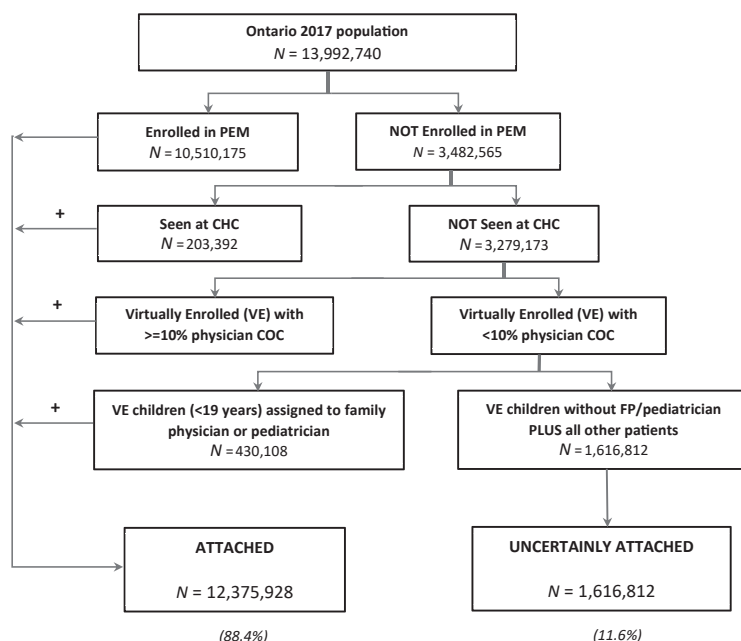 Ontario 2017 population
N = 13,992,740
Enrolled in PEM
N = 10,510,175
NOT Enrolled in PEM
N = 3,482,565
+
Seen at CHC
N = 203,392
NOT Seen at CHC
N = 3,279,173
+
Virtually Enrolled (VE) with
>=10% physician COC
Virtually Enrolled (VE) with
<10% physician COC
+
VE children (<19 years) assigned to family
physician or pediatrician
N = 430,108
VE children without FP/pediatrician
PLUS all other patients
N = 1,616,812
ATTACHED
N = 12,375,928
UNCERTAINLY ATTACHED
N = 1,616,812
(88.4%)
(11.6%)